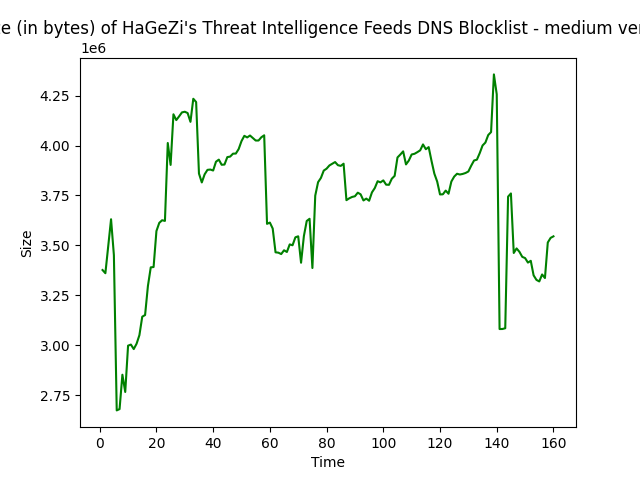 (in bytes) of HaGeZi's Threat Intelligence Feeds DNS Blocklist - medium
1e6
4.25
4.00
3.75
3.50
3.25
3.00
2.75
Size
0 20 40 60 80 100 120 140 160
Time